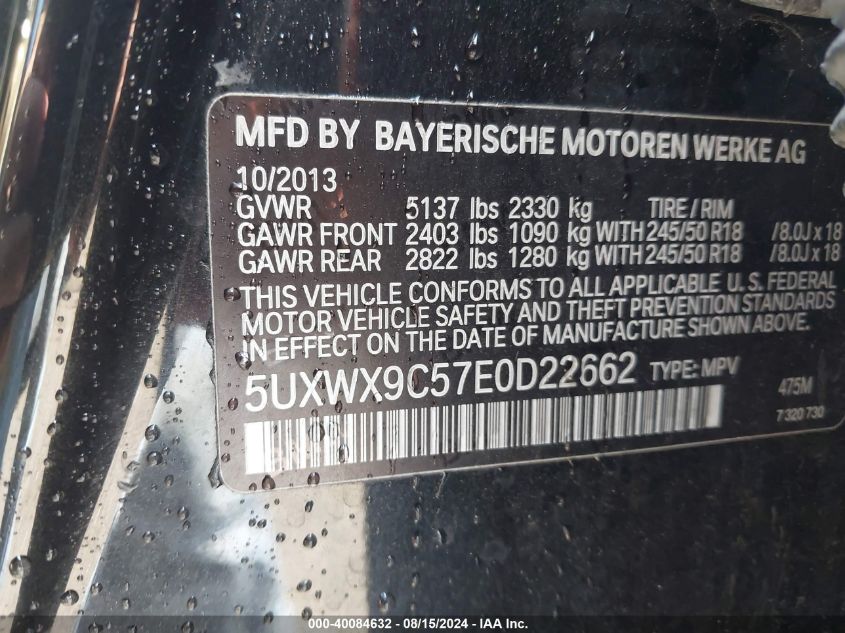 MFD BY BAYERISCHE MOTOREN WERKE AG
10/2013
GVWR 5137 lbs 2330 kg TIRE / RIM
GAWR FRONT 2403 lbs 1090 kg WITH 245/50 R18 /8.0J x 18
GAWR REAR 2822 lbs 1280 kg WITH 245/50 R18 /8.0J x 18
THIS VEHICLE CONFORMS TO ALL APPLICABLE U.S. FEDERAL
MOTOR VEHICLE SAFETY AND THEFT PREVENTION STANDARDS
IN EFFECT ON THE DATE OF MANUFACTURE SHOWN ABOVE.
5UXWX9C57E0D22662 TYPE: MPV
475M
7 320 730
000-40084632 - 08/15/2024 - IAA Inc.